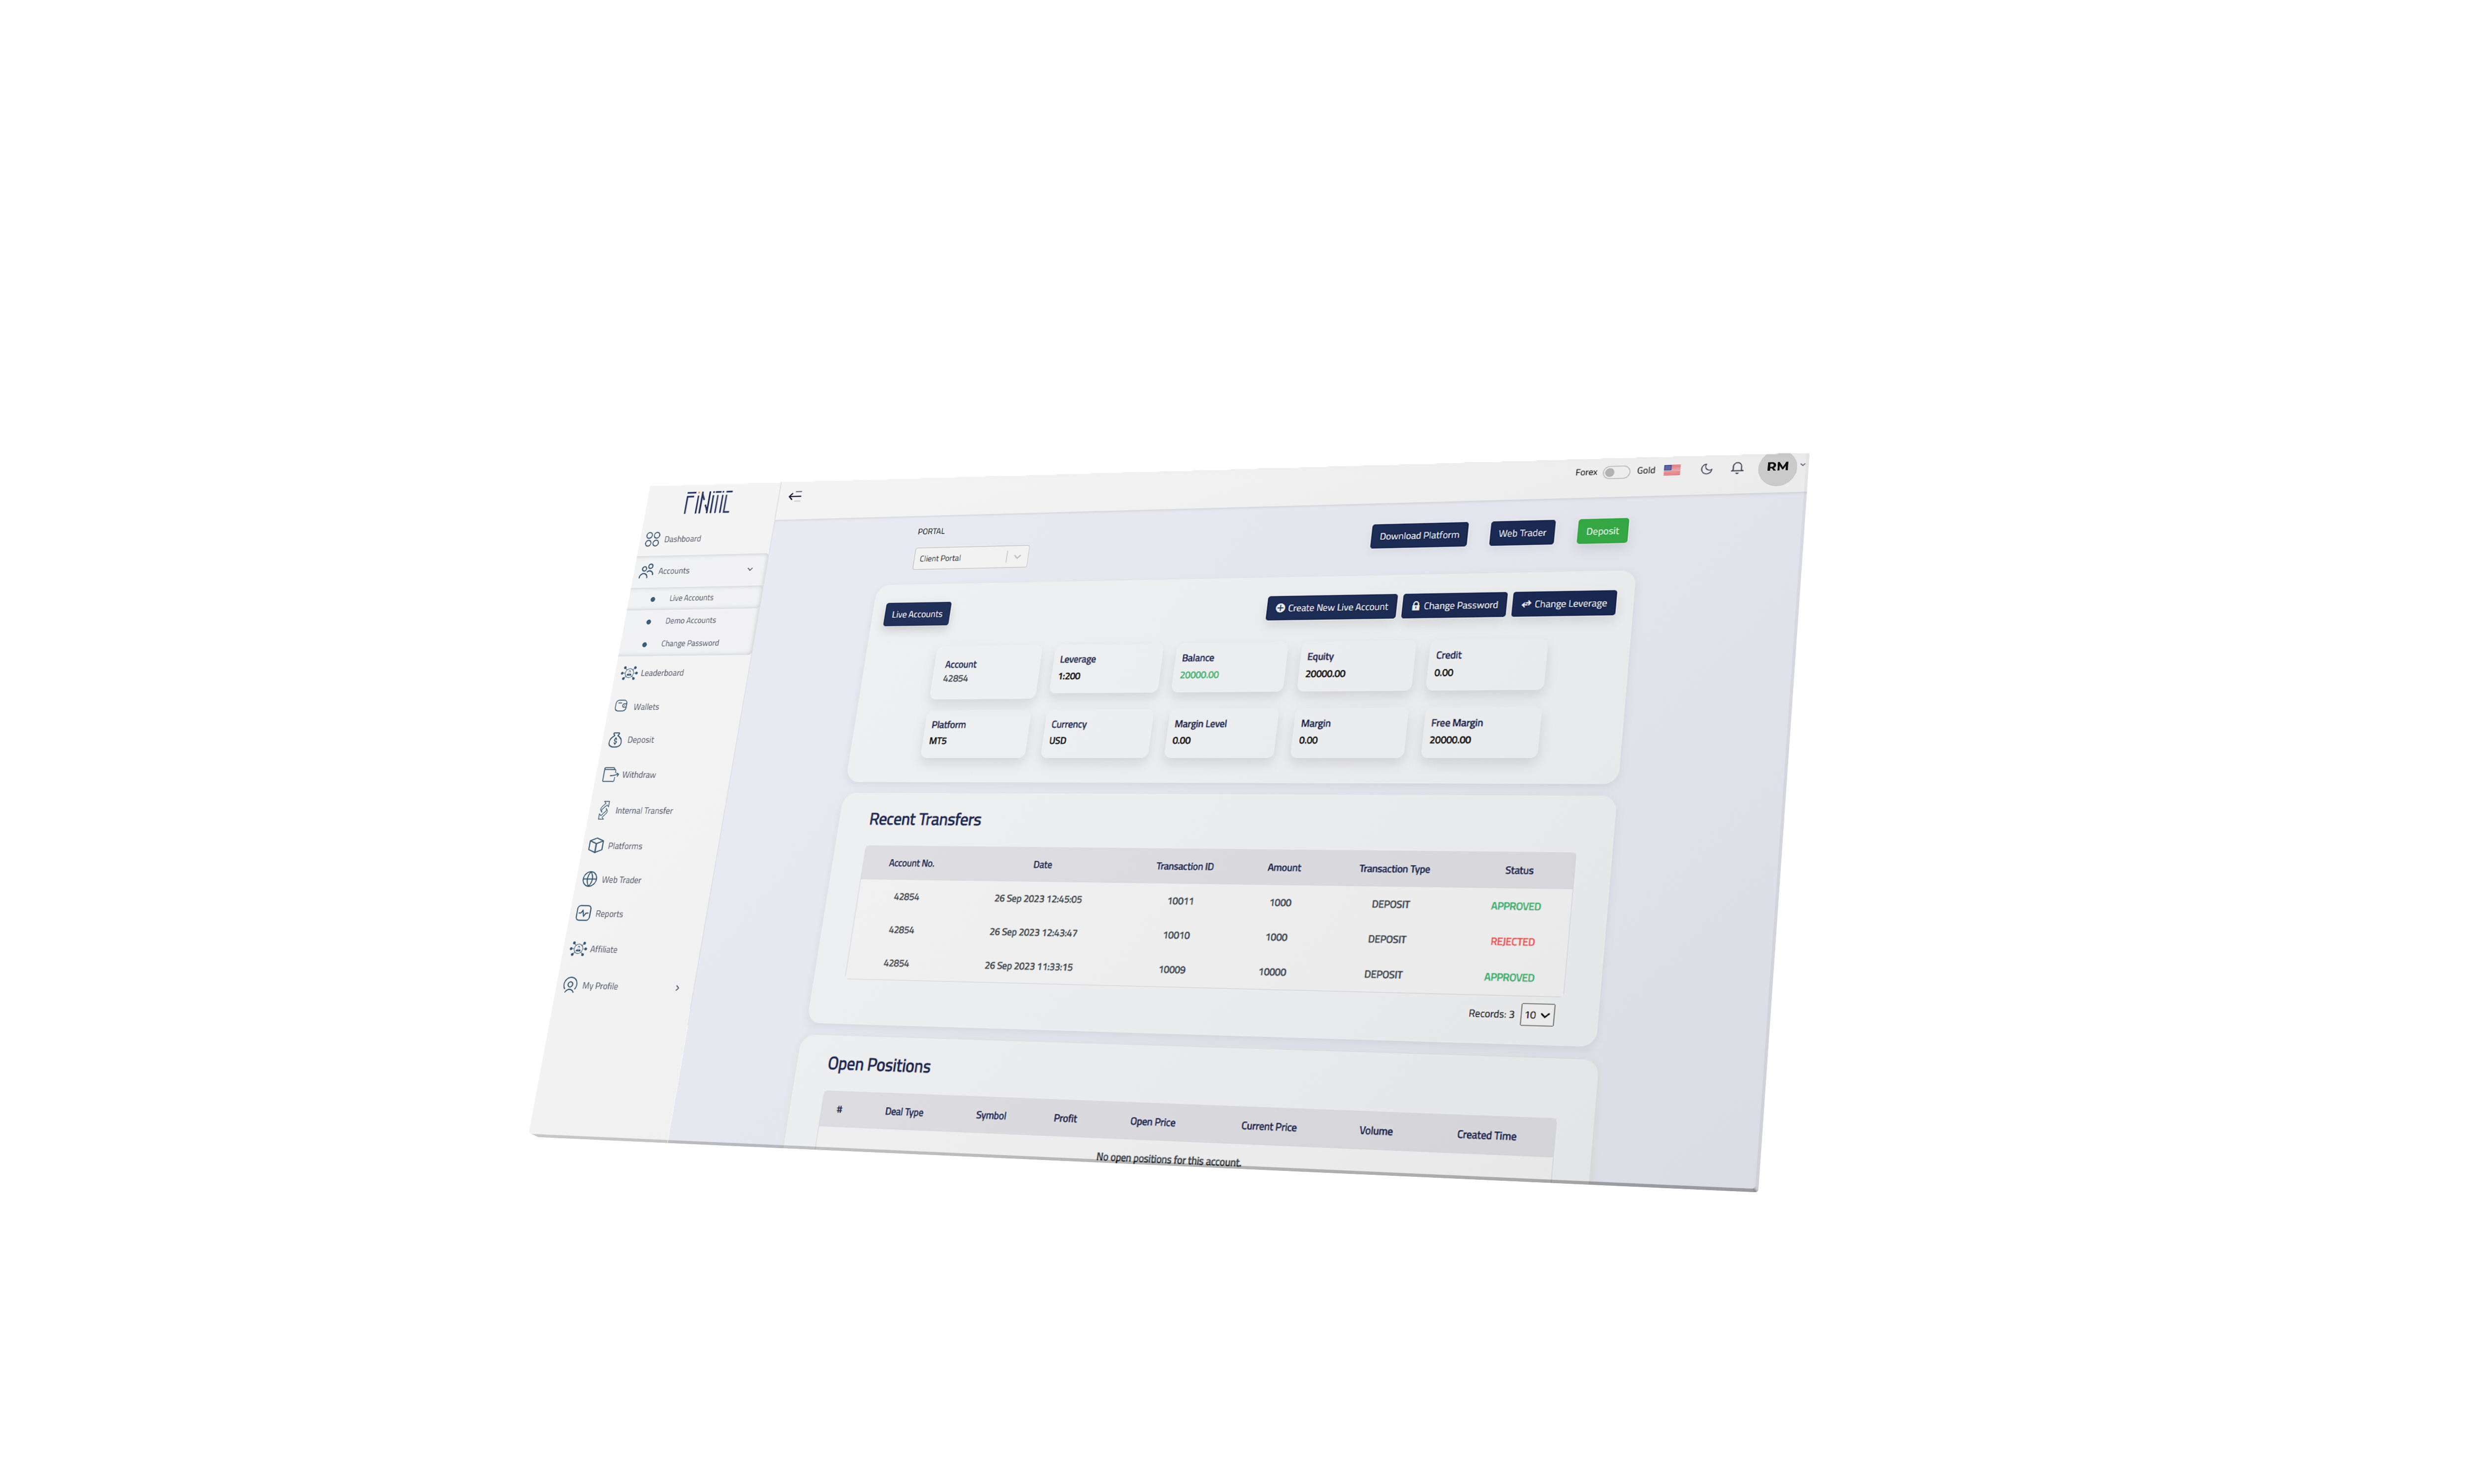 FiNiTiC
Forex Gold RM
Dashboard
Accounts
Live Accounts
Demo Accounts
Change Password
Leaderboard
Wallets
Deposit
Withdraw
Internal Transfer
Platforms
Web Trader
Reports
Affiliate
My Profile
PORTAL
Client Portal
Download Platform Web Trader Deposit
Live Accounts Create New Live Account Change Password Change Leverage
Account Leverage Balance Equity Credit
42854 1:200 20000.00 20000.00 0.00
Platform Currency Margin Level Margin Free Margin
MT5 USD 0.00 0.00 20000.00
Recent Transfers
Account No. Date Transaction ID Amount Transaction Type Status
42854 26 Sep 2023 12:45:05 10011 1000 DEPOSIT APPROVED
42854 26 Sep 2023 12:43:47 10010 1000 DEPOSIT REJECTED
42854 26 Sep 2023 11:33:15 10009 10000 DEPOSIT APPROVED
Records: 3 10
Open Positions
# Deal Type Symbol Profit Open Price Current Price Volume Created Time
No open positions for this account.